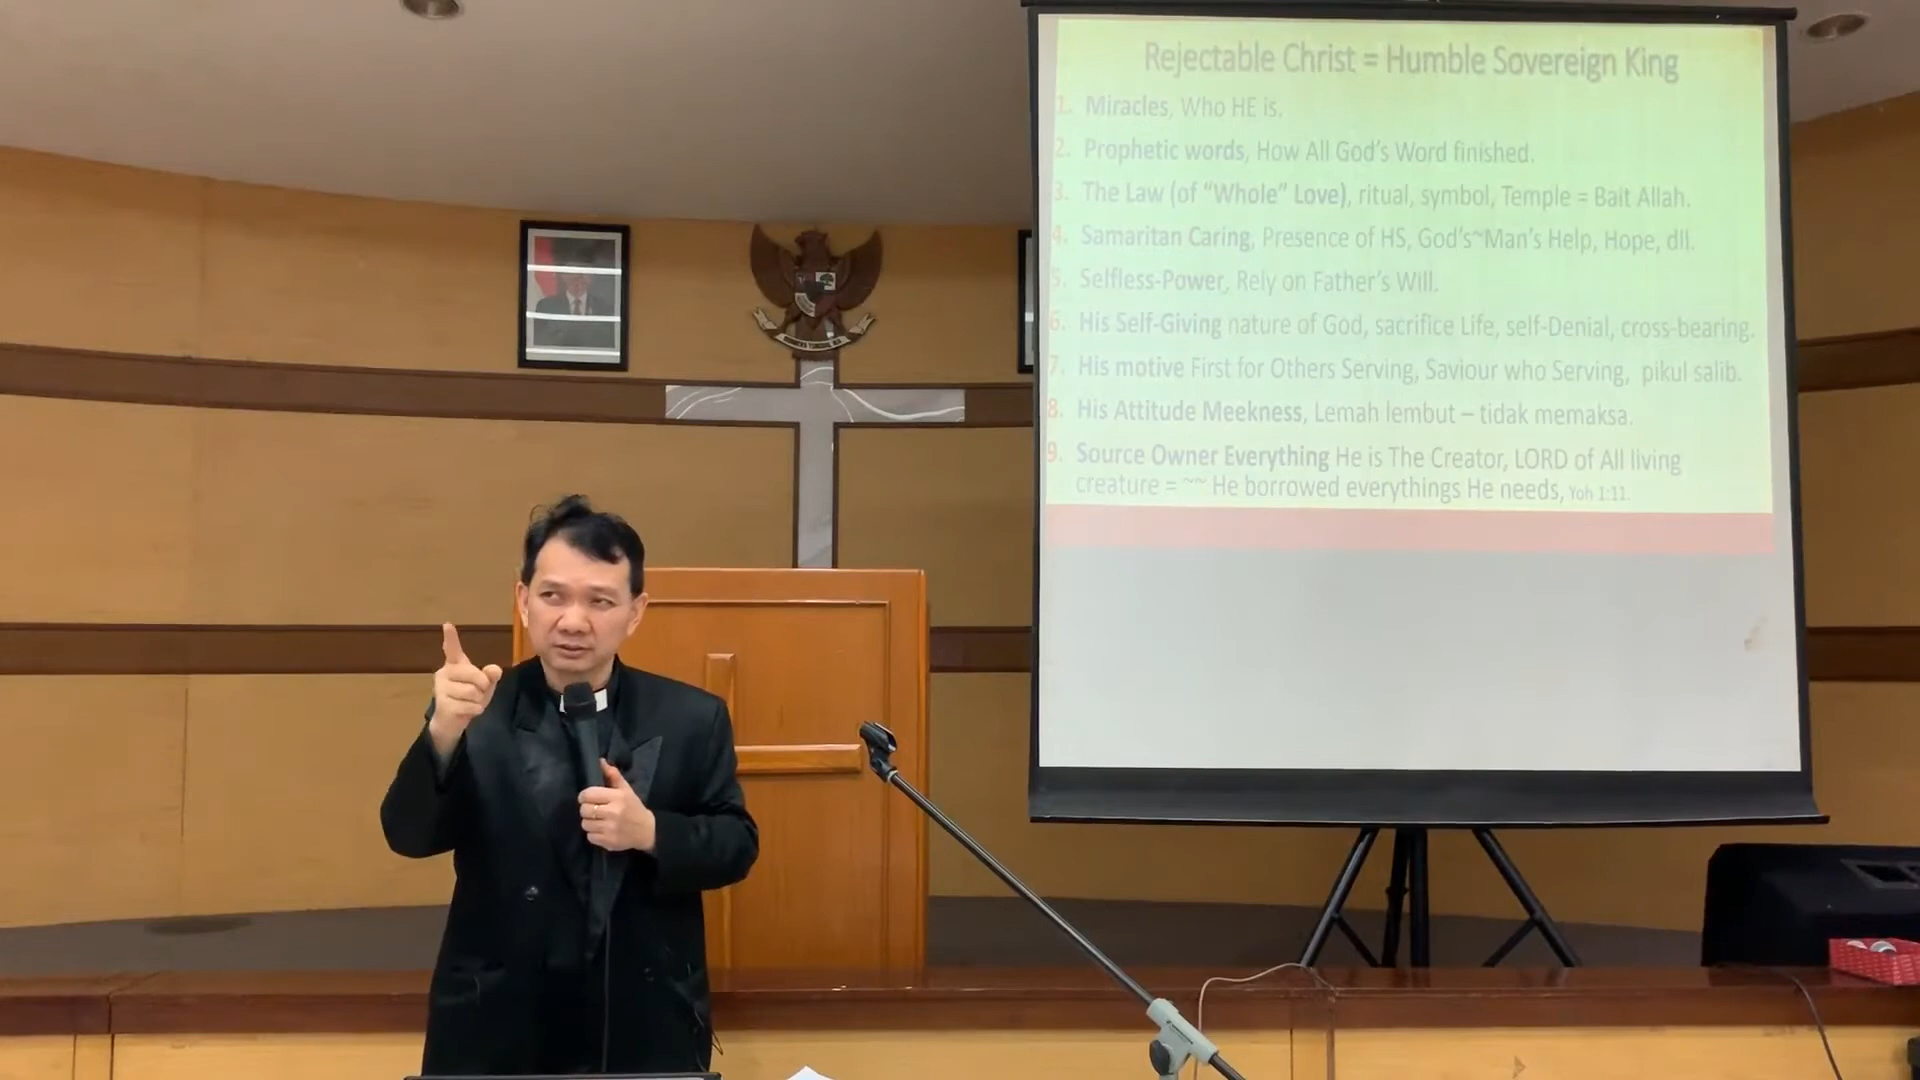 Rejectable Christ = Humble Sovereign King
1. Miracles, Who HE is.
2. Prophetic words, How All God's Word finished.
3. The Law (of "Whole" Love), ritual, symbol, Temple = Bait Allah.
4. Samaritan Caring, Presence of HS, God's~Man's Help, Hope, dll.
5. Selfless-Power, Rely on Father's Will.
6. His Self-Giving nature of God, sacrifice Life, self-Denial, cross-bearing.
7. His motive First for Others Serving, Saviour who Serving, pikul salib.
8. His Attitude Meekness, Lemah lembut – tidak memaksa.
9. Source Owner Everything He is The Creator, LORD of All living
creature = ~~ He borrowed everythings He needs, Yoh 1:11.